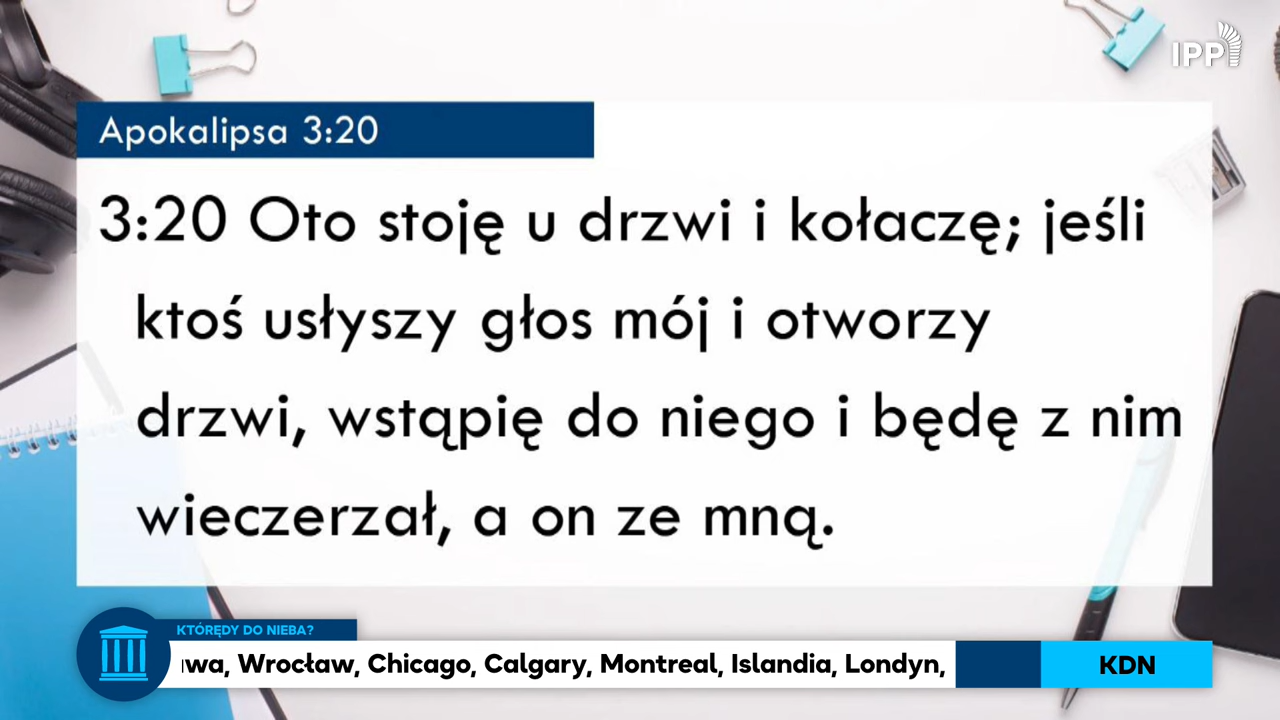 IPP
Apokalipsa 3:20
3:20 Oto stoję u drzwi i kołaczę; jeśli
ktoś usłyszy głos mój i otworzy
drzwi, wstąpię do niego i będę z nim
wieczerzał, a on ze mną.
KTÓRĘDY DO NIEBA?
Wrocław, Chicago, Calgary, Montreal, Islandia, Londyn,
KDN